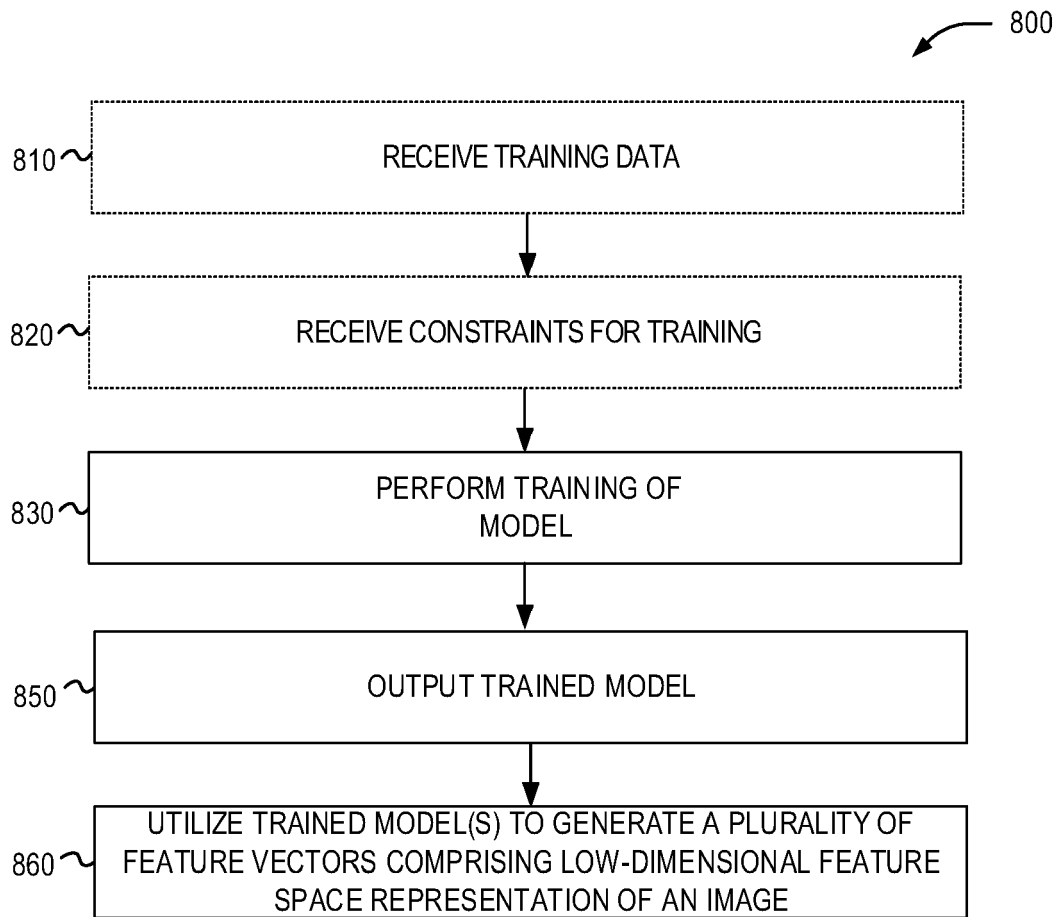 800
810
RECEIVE TRAINING DATA
820
RECEIVE CONSTRAINTS FOR TRAINING
830
PERFORM TRAINING OF
MODEL
850
OUTPUT TRAINED MODEL
860
UTILIZE TRAINED MODEL(S) TO GENERATE A PLURALITY OF
FEATURE VECTORS COMPRISING LOW-DIMENSIONAL FEATURE
SPACE REPRESENTATION OF AN IMAGE